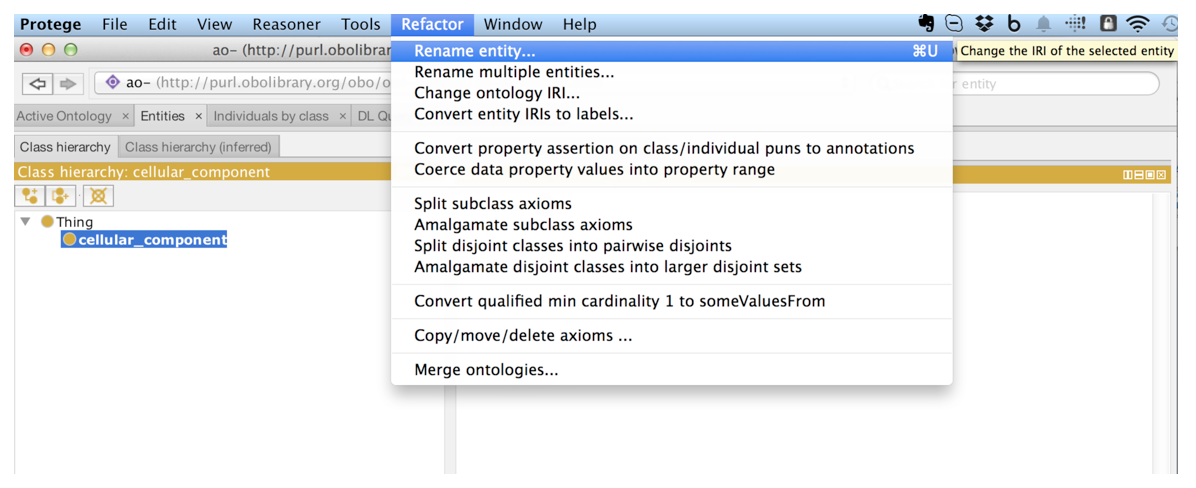 Protege File Edit View Reasoner Tools Refactor Window Help
ao– (http://purl.obolibrar
Rename entity... ⌘U
Change the IRI of the selected entity
Rename multiple entities...
ao– (http://purl.obolibrary.org/obo/o
entity
Change ontology IRI...
Active Ontology × Entities × Individuals by class × DL Qu
Convert entity IRIs to labels...
Class hierarchy Class hierarchy (inferred)
Convert property assertion on class/individual puns to annotations
Class hierarchy: cellular_component
Coerce data property values into property range
Split subclass axioms
Thing
Amalgamate subclass axioms
cellular_component
Split disjoint classes into pairwise disjoints
Amalgamate disjoint classes into larger disjoint sets
Convert qualified min cardinality 1 to someValuesFrom
Copy/move/delete axioms ...
Merge ontologies...